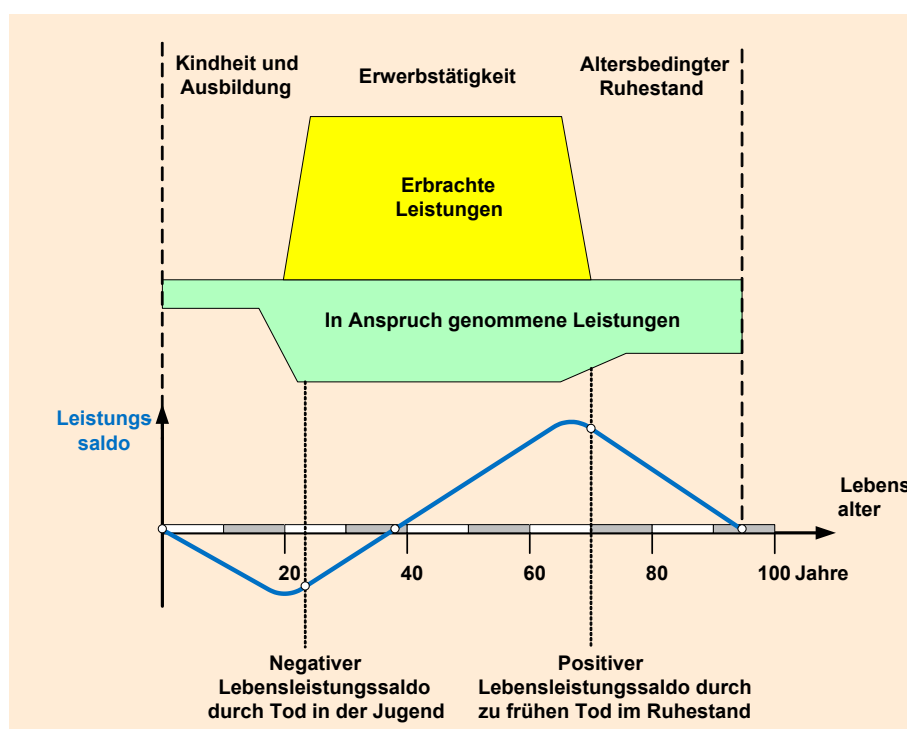 Kindheit und
Ausbildung
Erwerbstätigkeit
Altersbedingter
Ruhestand
Erbrachte
Leistungen
In Anspruch genommene Leistungen
Leistungs-
saldo
Lebens
alter
20 40 60 80 100 Jahre
Negativer
Lebensleistungssaldo
durch Tod in der Jugend
Positiver
Lebensleistungssaldo durch
zu frühen Tod im Ruhestand